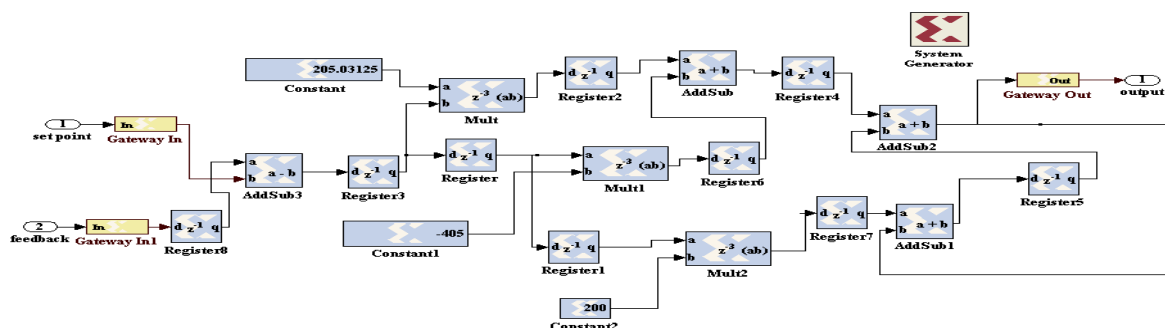 205.03125
Constant
a
b
z-3 (ab)
Mult
d z-1 q
Register2
a
b
a + b
AddSub
d z-1 q
Register4
System
Generator
a
b
a + b
AddSub2
Out
Gateway Out
1
output
1
set point
In
Gateway In
a
b
a - b
AddSub3
d z-1 q
Register3
d z-1 q
Register
a
b
z-3 (ab)
Mult1
d z-1 q
Register6
2
feedback
In
Gateway In1
d z-1 q
Register8
-405
Constant1
d z-1 q
Register1
a
b
z-3 (ab)
Mult2
200
Constant2
d z-1 q
Register7
a
b
a + b
AddSub1
d z-1 q
Register5